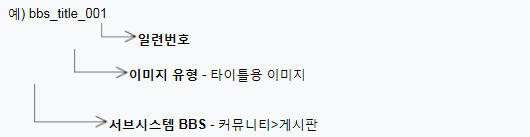 예) bbs_title_001
일련번호
이미지 유형 - 타이틀용 이미지
서브시스템 BBS - 커뮤니티>게시판